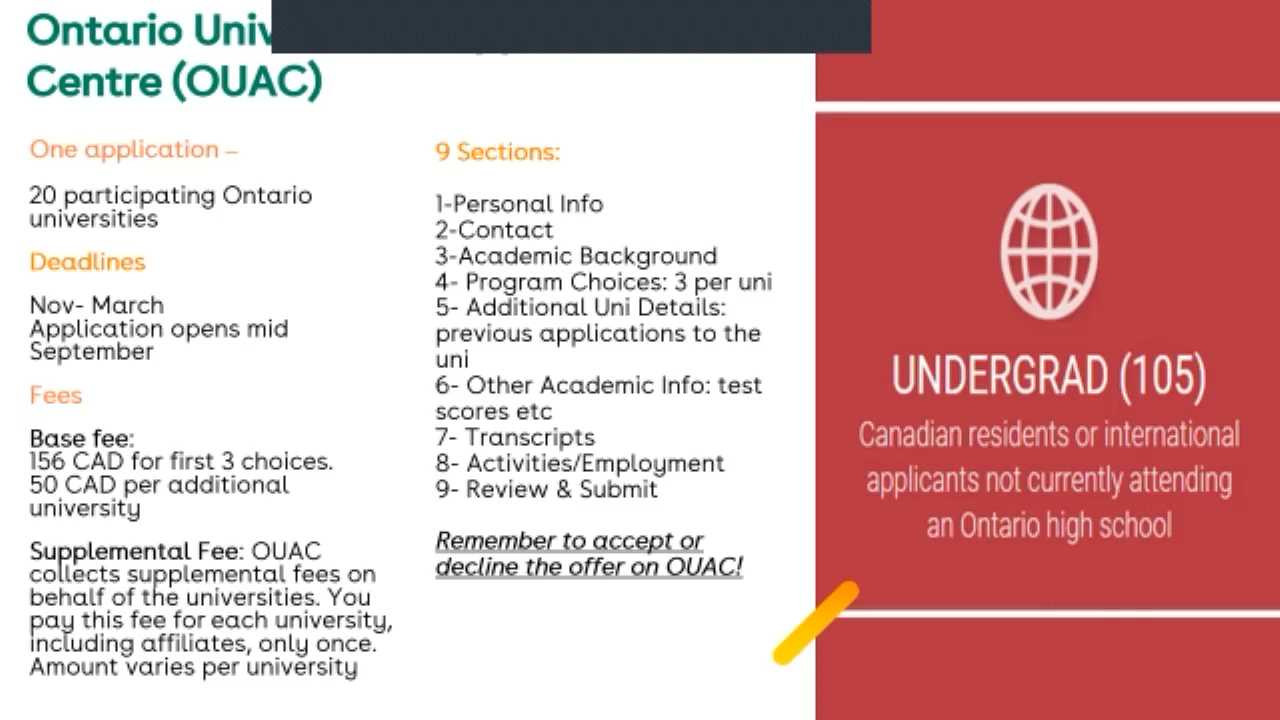 Ontario Univ
Centre (OUAC)
One application –
20 participating Ontario
universities
Deadlines
Nov- March
Application opens mid
September
Fees
Base fee:
156 CAD for first 3 choices.
50 CAD per additional
university
Supplemental Fee: OUAC
collects supplemental fees on
behalf of the universities. You
pay this fee for each university,
including affiliates, only once.
Amount varies per university
9 Sections:
1-Personal Info
2-Contact
3-Academic Background
4- Program Choices: 3 per uni
5- Additional Uni Details:
previous applications to the
uni
6- Other Academic Info: test
scores etc
7- Transcripts
8- Activities/Employment
9- Review & Submit
Remember to accept or
decline the offer on OUAC!
UNDERGRAD (105)
Canadian residents or international
applicants not currently attending
an Ontario high school